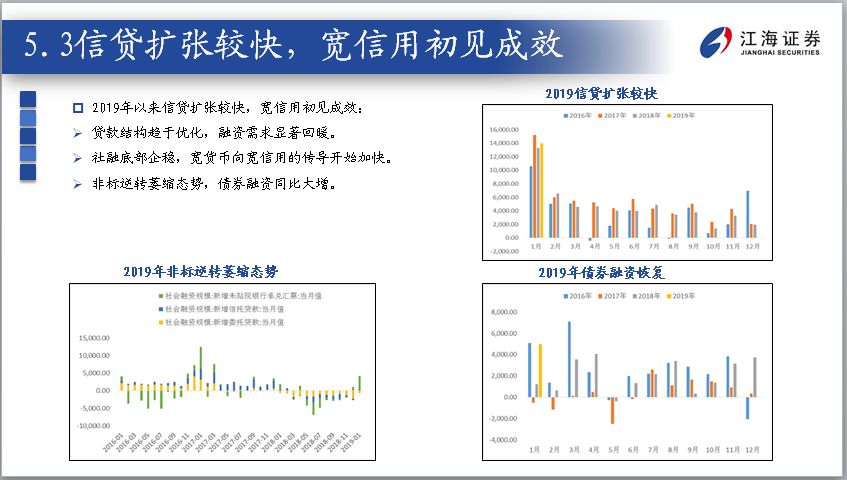 5.3信贷扩张较快，宽信用初见成效
江海证券
JIANGHAI SECURITIES
2019年以来信贷扩张较快，宽信用初见成效：
贷款结构趋于优化，融资需求显著回暖。
社融底部企稳，宽货币向宽信用的传导开始加快。
非标逆转萎缩态势，债券融资同比大增。
2019信贷扩张较快
2016年 2017年 2018年 2019年
16,000.00
14,000.00
12,000.00
10,000.00
8,000.00
6,000.00
4,000.00
2,000.00
0.00
-2,000.00
1月 2月 3月 4月 5月 6月 7月 8月 9月 10月 11月 12月
2019年非标逆转萎缩态势
社会融资规模:新增未贴现银行承兑汇票:当月值
社会融资规模:新增信托贷款:当月值
社会融资规模:新增委托贷款:当月值
15,000.00
10,000.00
5,000.00
0.00
-5,000.00
-10,000.00
2016-01 2016-03 2016-05 2016-07 2016-09 2016-11 2017-01 2017-03 2017-05 2017-07 2017-09 2017-11 2018-01 2018-03 2018-05 2018-07 2018-09 2018-11 2019-01
2019年债券融资恢复
2016年 2017年 2018年 2019年
8,000.00
6,000.00
4,000.00
2,000.00
0.00
-2,000.00
-4,000.00
1月 2月 3月 4月 5月 6月 7月 8月 9月 10月 11月 12月